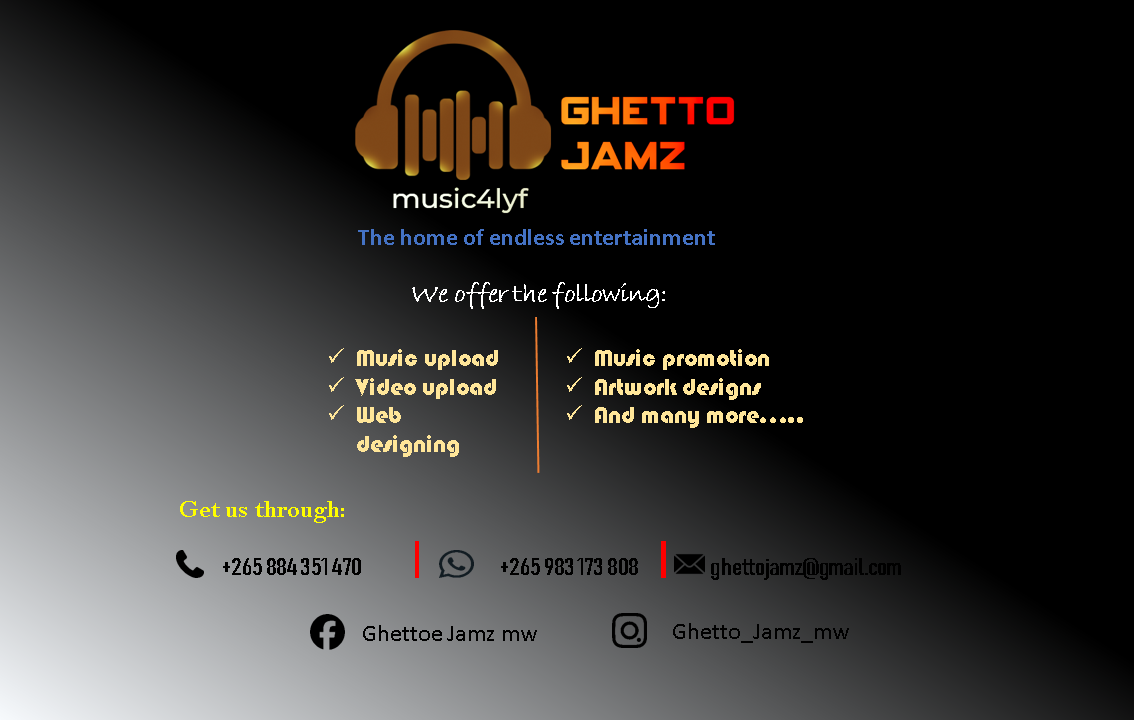 GHETTO
JAMZ
music4lyf
The home of endless entertainment
We offer the following:
✓ Music upload
✓ Video upload
✓ Web
designing
✓ Music promotion
✓ Artwork designs
✓ And many more.....
Get us through:
+265 884 351 470
+265 983 173 808
ghettojamz@gmail.com
Ghettoe Jamz mw
Ghetto_Jamz_mw